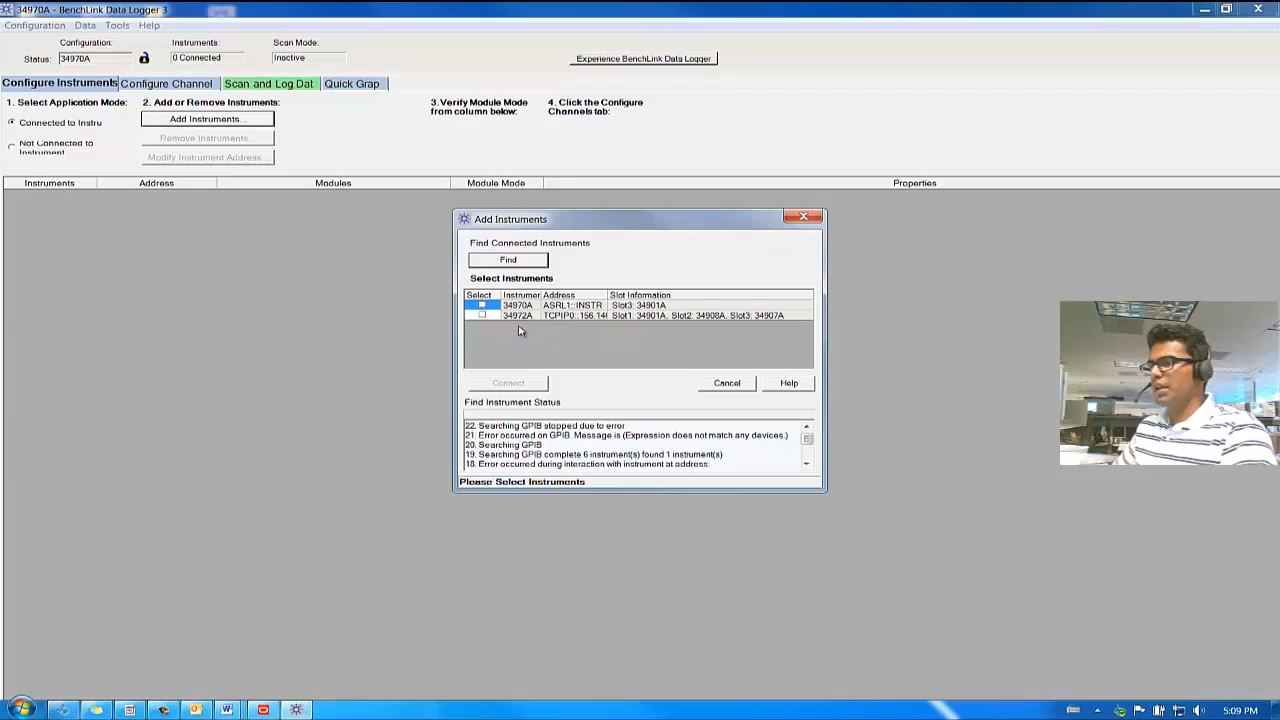 34970A - BenchLink Data Logger 3
Configuration Data Tools Help
Configuration: Instruments: Scan Mode:
Status: 34970A 0 Connected Inactive Experience BenchLink Data Logger
Configure Instruments Configure Channel Scan and Log Dat Quick Grap
1. Select Application Mode: 2. Add or Remove Instruments: 3.Verify Module Mode from column below: 4. Click the Configure Channels tab:
Connected to Instru
Add Instruments...
Not Connected to
Instrument
Remove Instruments...
Modify Instrument Address...
Instruments Address Modules Module Mode Properties
Add Instruments
Find Connected Instruments
Find
Select Instruments
Select Instrumer Address Slot Information
34970A ASRL1::INSTR Slot3: 34901A
34972A TCPIP0::156.14 Slot1: 34901A, Slot2: 34908A, Slot3: 34907A
Connect Cancel Help
Find Instrument Status
22. Searching GPIB stopped due to error
21. Error occurred on GPIB. Message is (Expression does not match any devices.)
20. Searching GPIB
19. Searching GPIB complete 6 instrument(s) found 1 instrument(s)
18. Error occurred during interaction with instrument at address:
Please Select Instruments
5:09 PM